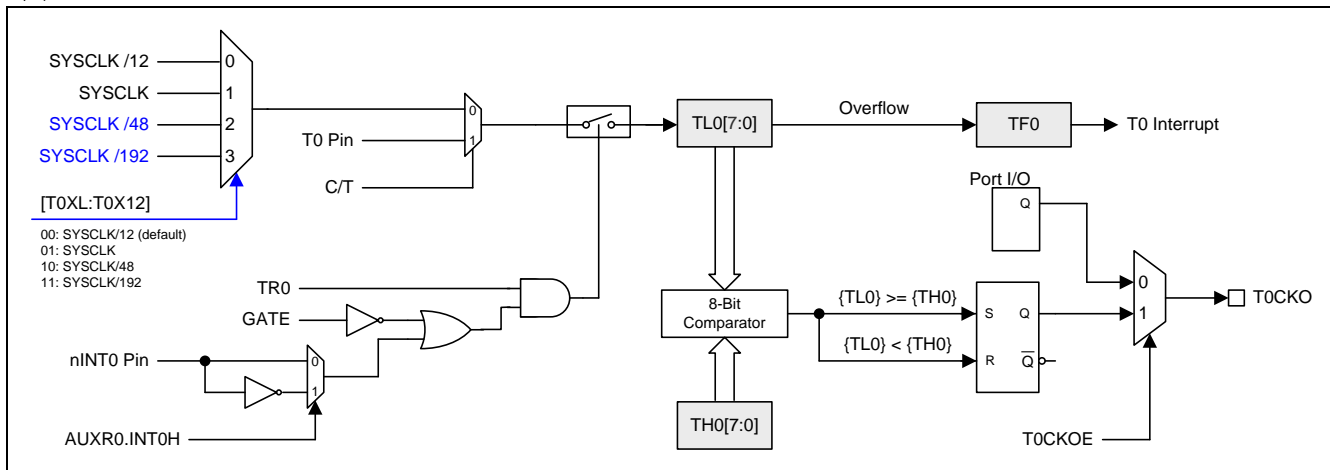 SYSCLK /12
0
SYSCLK
1
SYSCLK /48
2
SYSCLK /192
3
[T0XL:T0X12]
00: SYSCLK/12 (default)
01: SYSCLK
10: SYSCLK/48
11: SYSCLK/192
0
T0 Pin
1
C/T
TL0[7:0]
Overflow
TF0
T0 Interrupt
Port I/O
Q
TR0
GATE
nINT0 Pin
0
1
AUXR0.INT0H
8-Bit
Comparator
{TL0} >= {TH0}
{TL0} < {TH0}
S
Q
R
Q
TH0[7:0]
0
1
T0CKO
T0CKOE